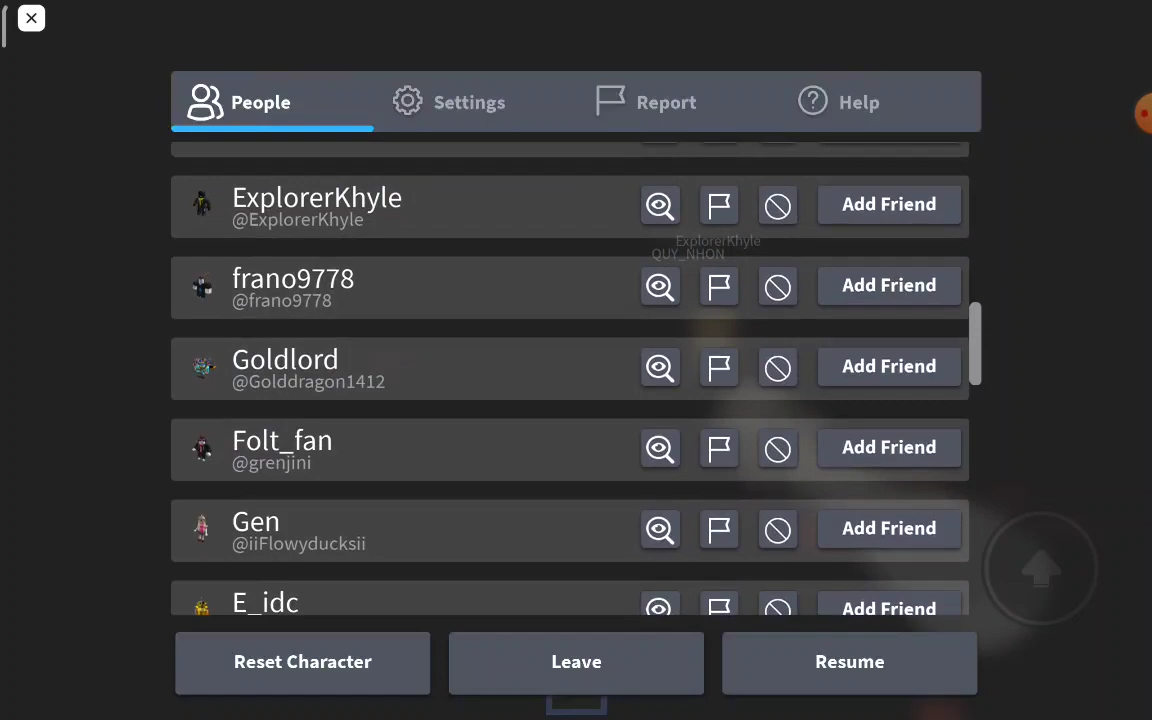 People
Settings
Report
Help
ExplorerKhyle
@ExplorerKhyle
Add Friend
ExplorerKhyle
QUY_NHON
frano9778
@frano9778
Add Friend
Goldlord
@Golddragon1412
Add Friend
Folt_fan
@grenjini
Add Friend
Gen
@iiFlowyducksii
Add Friend
E_idc
Add Friend
Reset Character
Leave
Resume